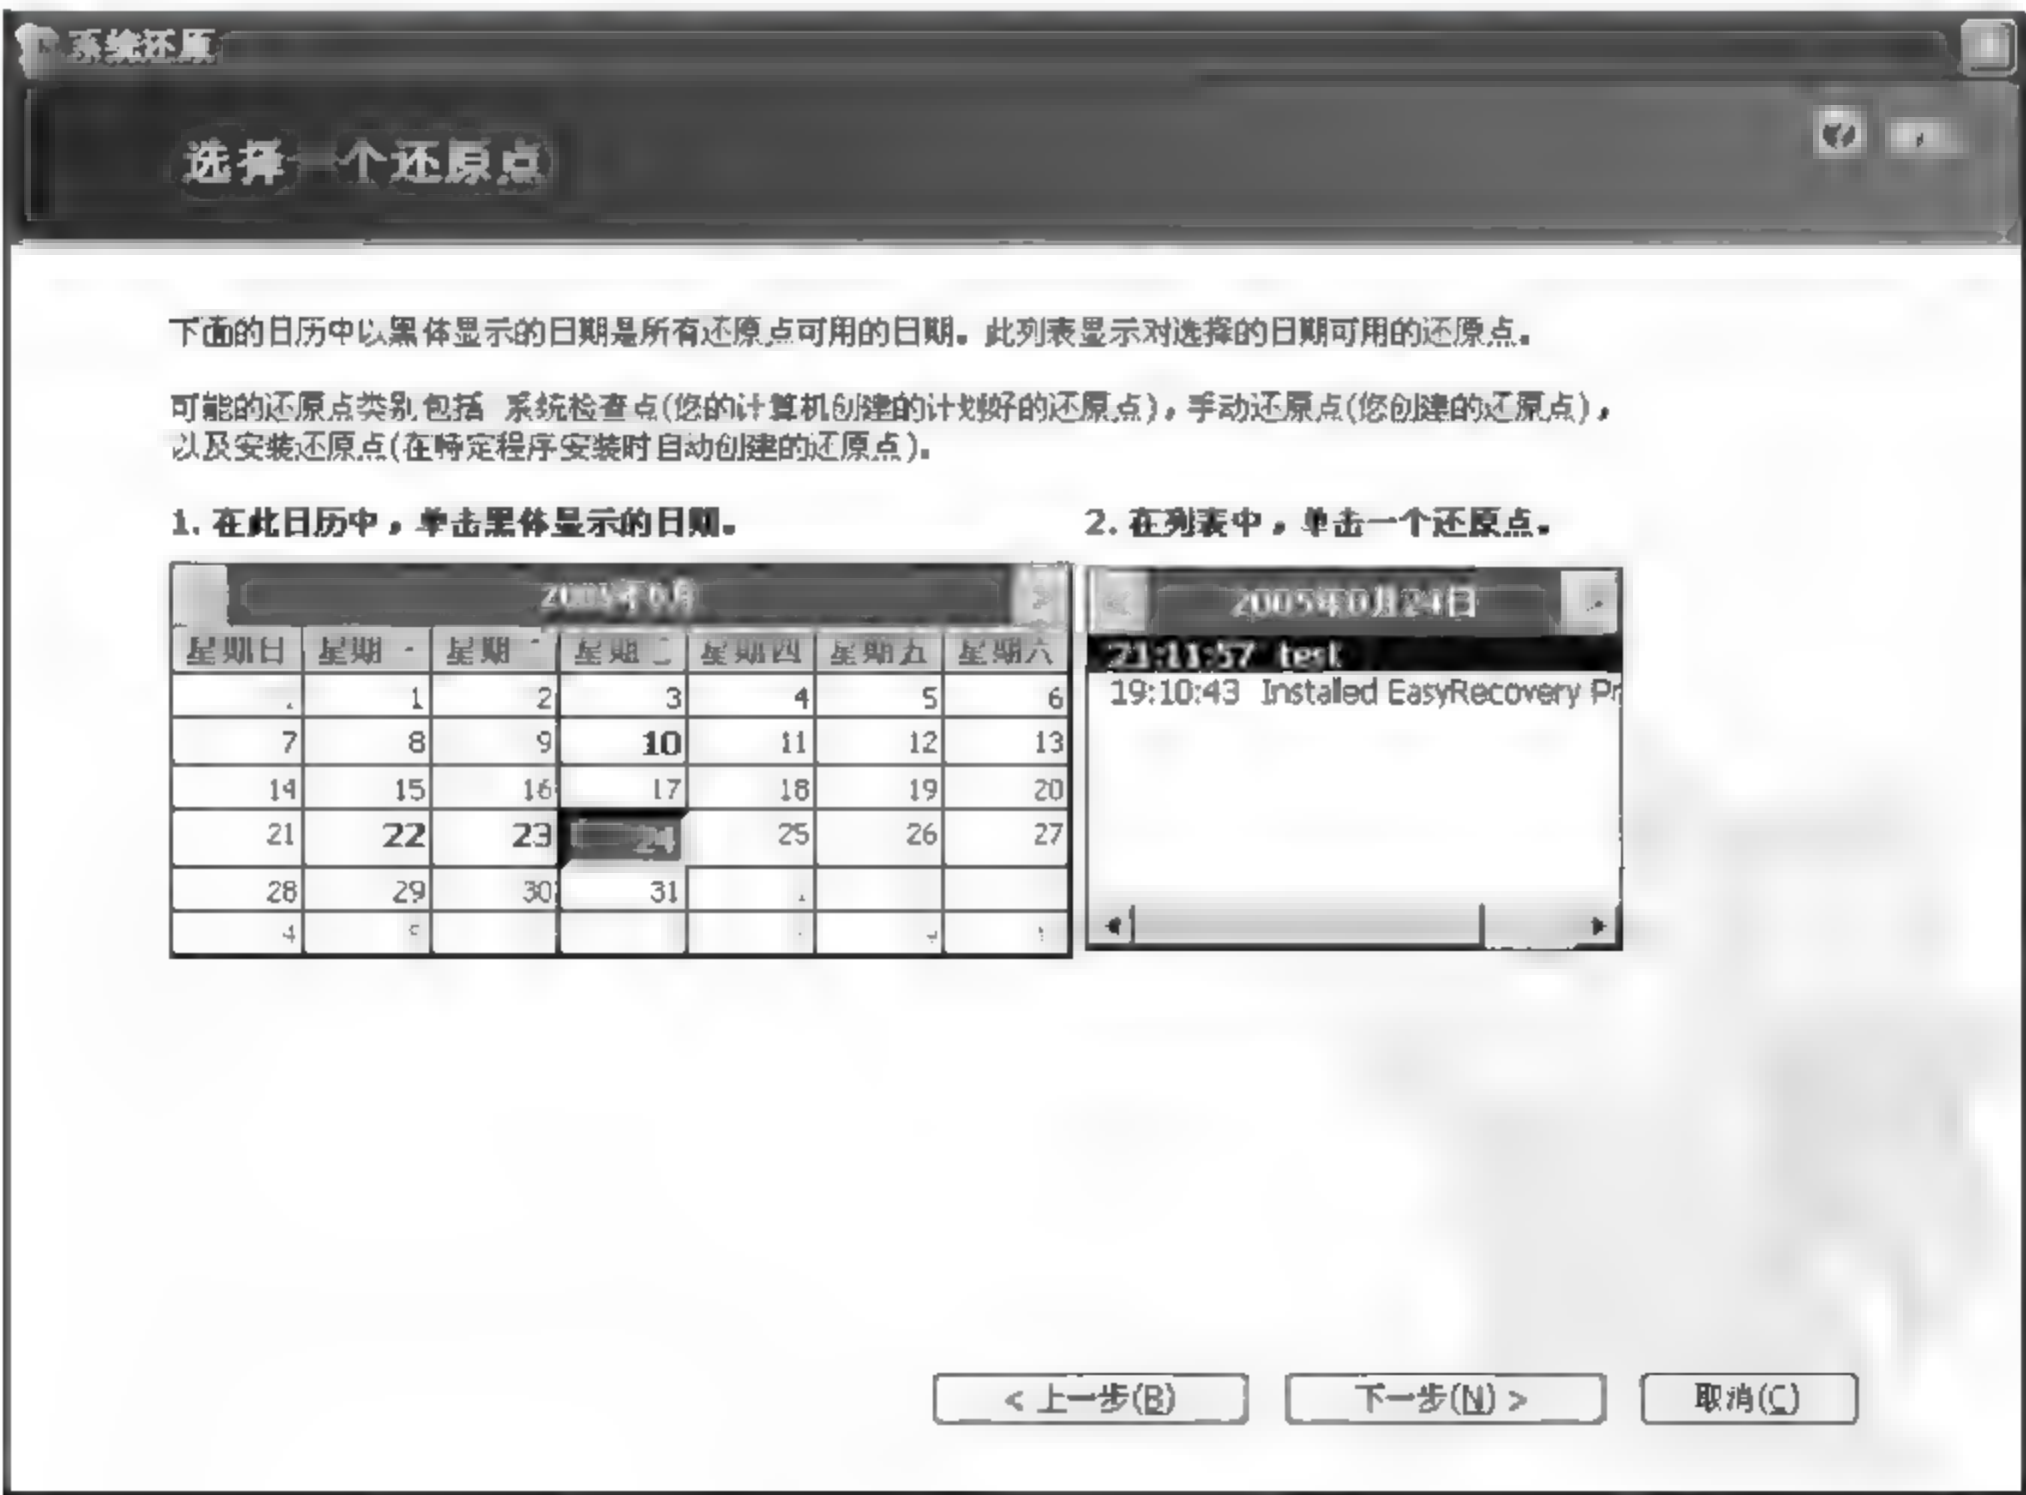 系统还原
选择一个还原点
下面的日历中以黑体显示的日期是所有还原点可用的日期。此列表显示对选择的日期可用的还原点。
可能的还原点类别包括 系统检查点(您的计算机创建的计划好的还原点),手动还原点(您创建的还原点),
以及安装还原点(在特定程序安装时自动创建的还原点)。
1. 在此日历中,单击黑体显示的日期。
2. 在列表中,单击一个还原点。
星期日 星期一 星期二 星期三 星期四 星期五 星期六
1 2 3 4 5 6
7 8 9 10 11 12 13
14 15 16 17 18 19 20
21 22 23 24 25 26 27
28 29 30 31
4
21:11:57 test
19:10:43 Installed EasyRecovery Pr
< 上一步(B) 下一步(N) > 取消(C)